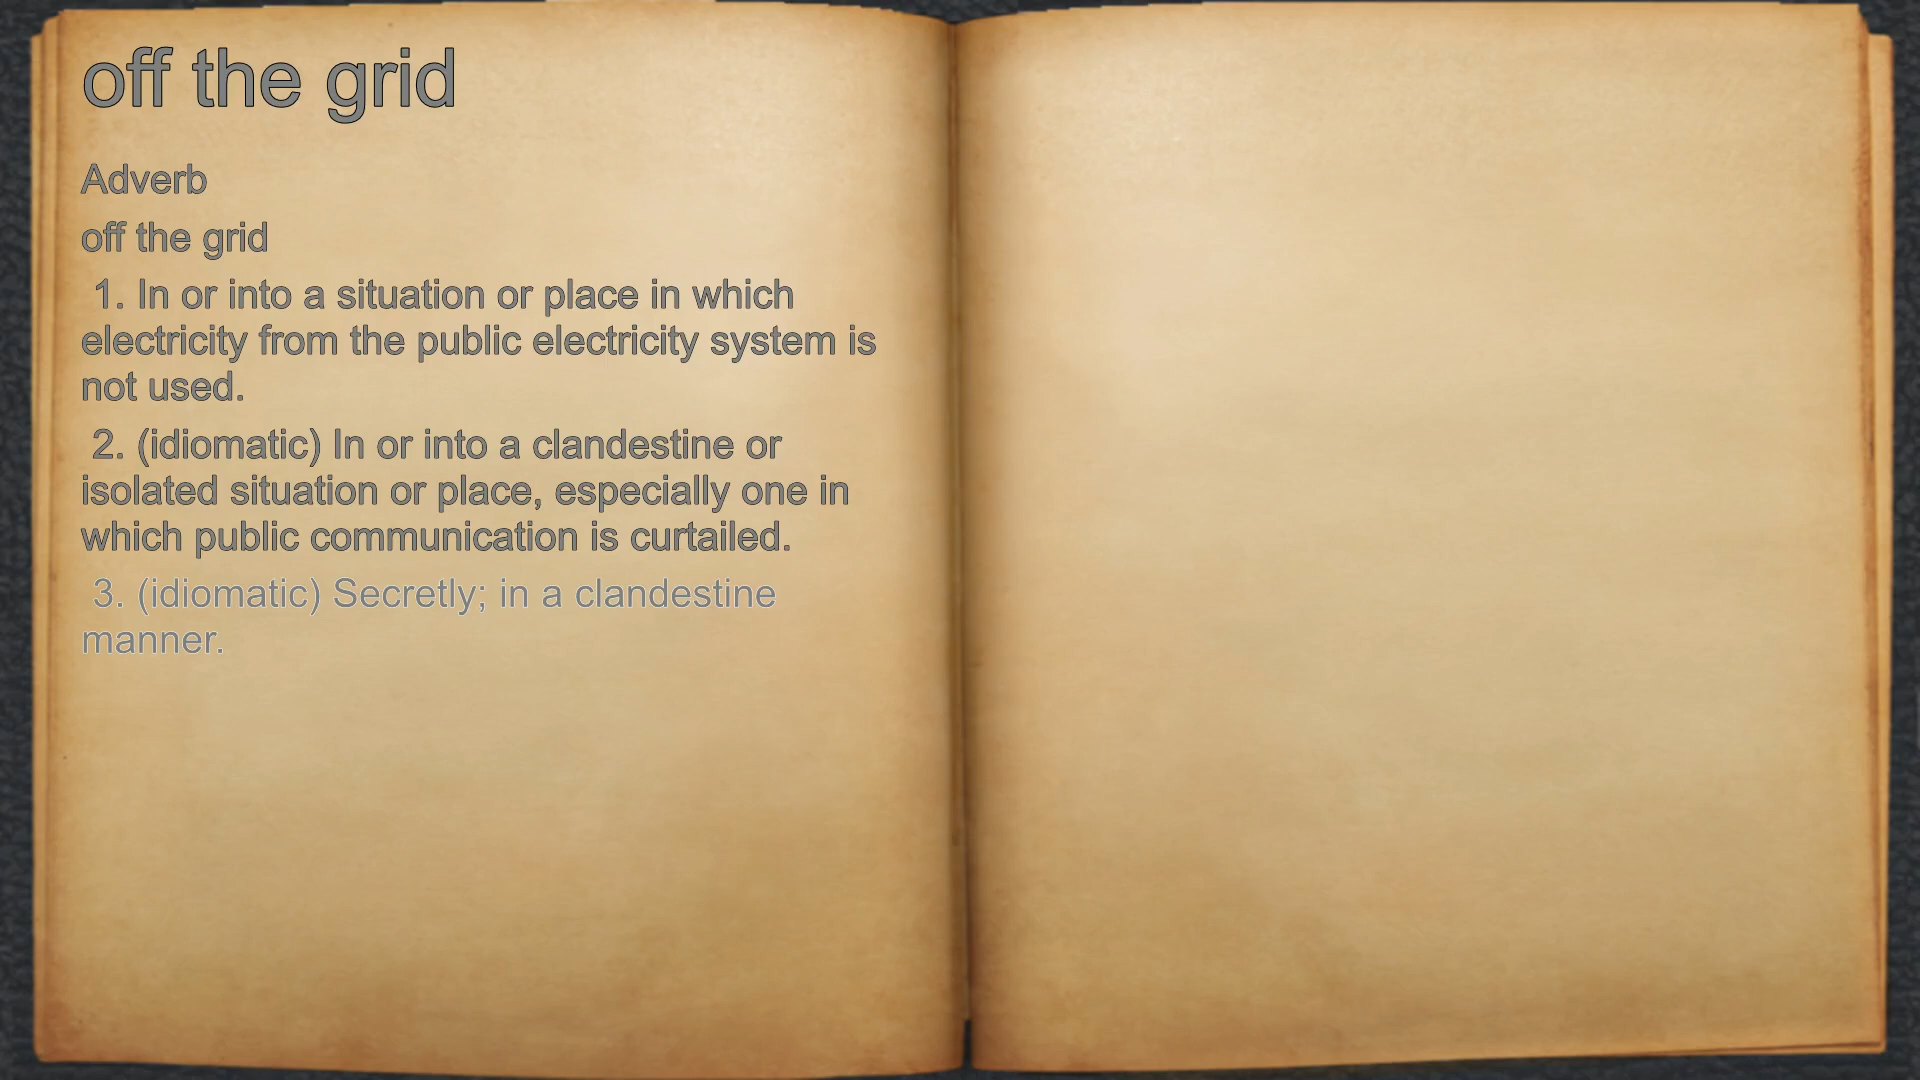 off the grid
Adverb
off the grid
1. In or into a situation or place in which
electricity from the public electricity system is
not used.
2. (idiomatic) In or into a clandestine or
isolated situation or place, especially one in
which public communication is curtailed.
3. (idiomatic) Secretly; in a clandestine
manner.